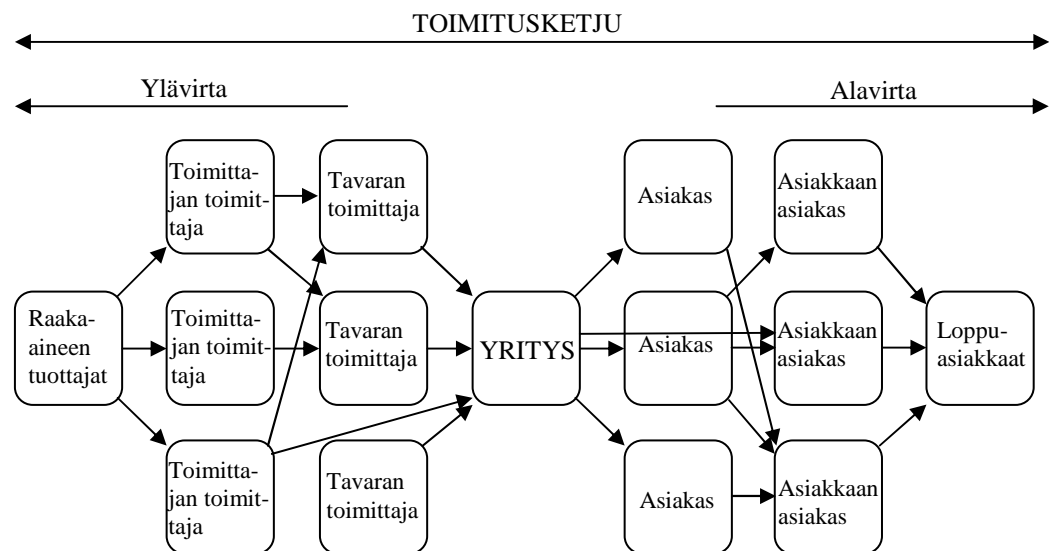 TOIMITUSKETJU
Ylävirta
Alavirta
Toimitta-
jan toimit-
taja
Tavaran
toimittaja
Asiakas
Asiakkaan
asiakas
Raaka-
aineen
tuottajat
Toimitta-
jan toimit-
taja
Tavaran
toimittaja
YRITYS
Asiakas
Asiakkaan
asiakas
Loppu-
asiakkaat
Toimitta-
jan toimit-
taja
Tavaran
toimittaja
Asiakas
Asiakkaan
asiakas